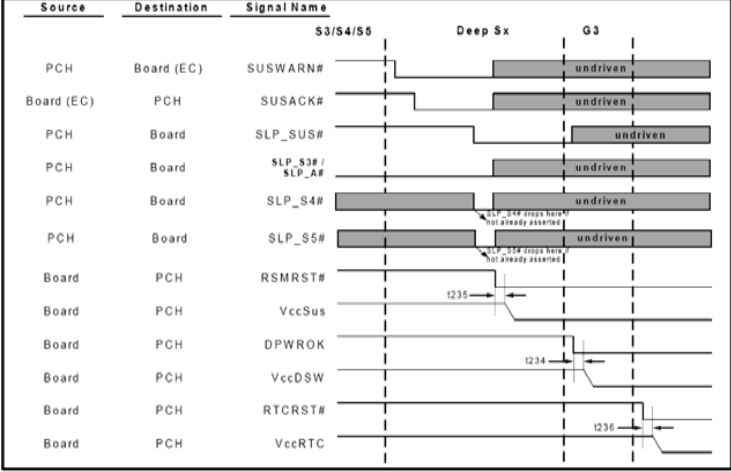 Source Destination Signal Name
S3/S4/S5 Deep Sx G3
PCH Board (EC) SUSWARN# undriven
Board (EC) PCH SUSACK# undriven
PCH Board SLP_SUS# undriven
PCH Board SLP_S3# / SLP_A# undriven
PCH Board SLP_S4# undriven
SLP_S4# drops here if
not already asserted
PCH Board SLP_S5# undriven
SLP_S5# drops here if
not already asserted
Board PCH RSMRST#
t235
Board PCH VccSus
Board PCH DPWROK
t234
Board PCH VccDSW
Board PCH RTCRST#
t236
Board PCH VccRTC